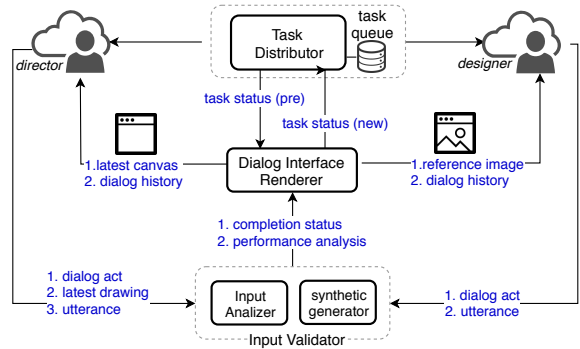 task
queue
Task
Distributor
director
designer
task status (pre)
task status (new)
1.latest canvas
2. dialog history
Dialog Interface
Renderer
1.reference image
2. dialog history
1. completion status
2. performance analysis
1. dialog act
2. latest drawing
3. utterance
Input
Analizer
synthetic
generator
1. dialog act
2. utterance
Input Validator